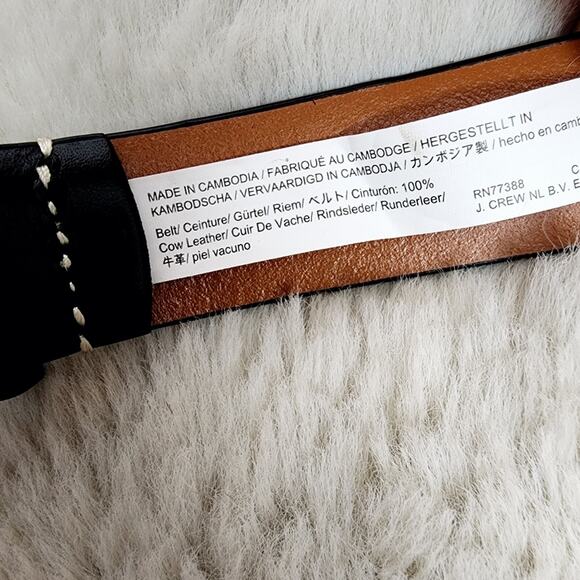 MADE IN CAMBODIA / FABRIQUÉ AU CAMBODGE / HERGESTELLT IN
KAMBODSCHA / VERVAARDIGD IN CAMBODJA / カンボジア製 / hecho en camb
Belt/ Ceinture/ Gürtel/ Riem/ ベルト/ Cinturón: 100%
Cow Leather/ Cuir De Vache/ Rindsleder/ Runderleer/
牛革/ piel vacuno
RN77388 C
J. CREW NL B.V. E